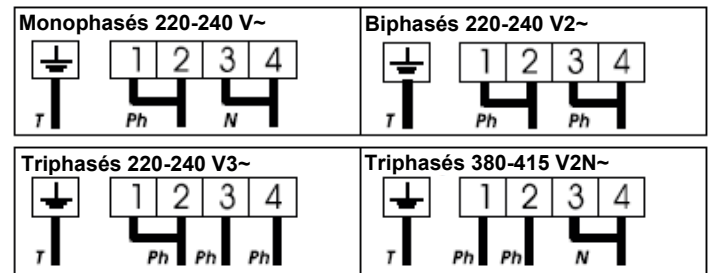 Monophasés 220-240 V~
1 2 3 4
T Ph N
Biphasés 220-240 V2~
1 2 3 4
T Ph Ph
Triphasés 220-240 V3~
1 2 3 4
T Ph Ph Ph
Triphasés 380-415 V2N~
1 2 3 4
T Ph Ph N